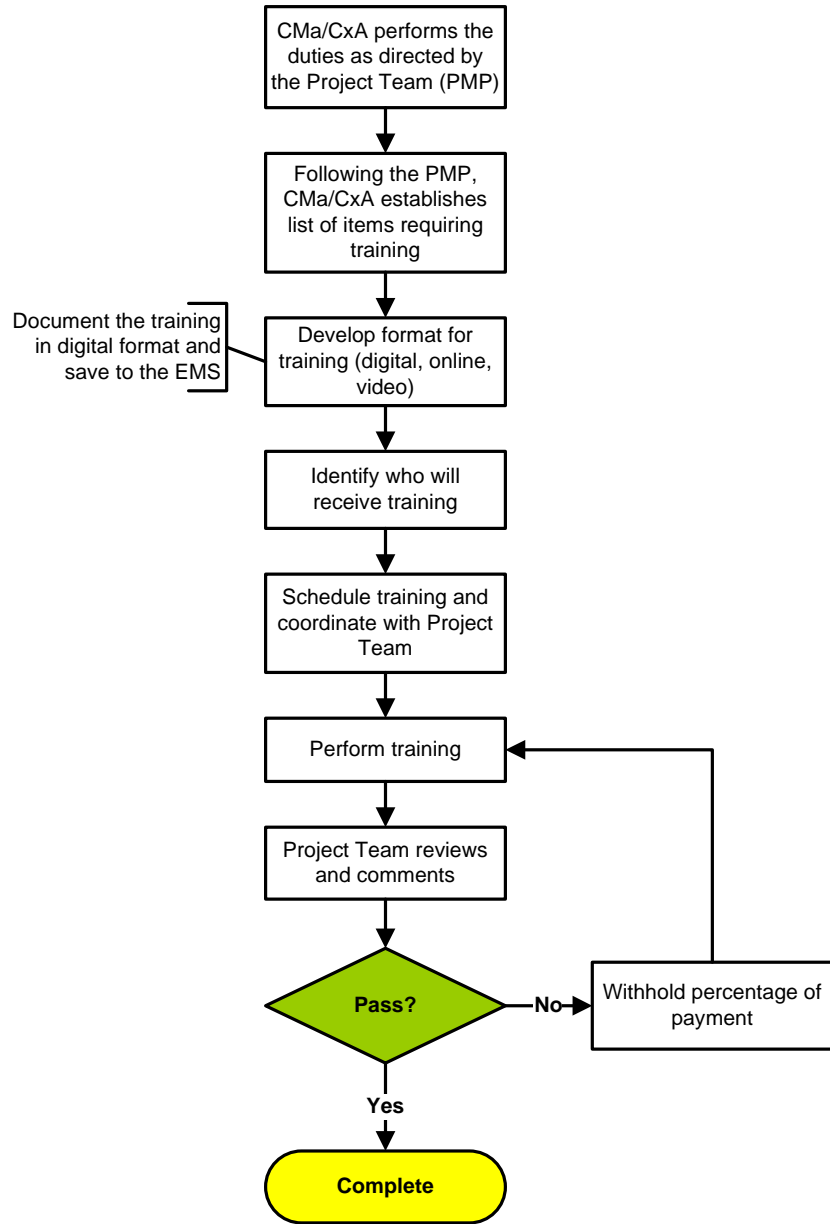 CMa/CxA performs the
duties as directed by
the Project Team (PMP)
Following the PMP,
CMa/CxA establishes
list of items requiring
training
Document the training
in digital format and
save to the EMS
Develop format for
training (digital, online,
video)
Identify who will
receive training
Schedule training and
coordinate with Project
Team
Perform training
Project Team reviews
and comments
Pass?
No
Withhold percentage of
payment
Yes
Complete